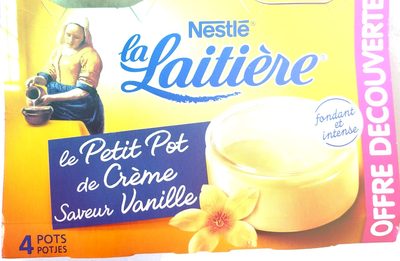 Nestlé
la Laitière
fondant
et
intense
le Petit Pot
de Crème
Saveur Vanille
4 POTS
POTJES
OFFRE DÉCOUVERTE